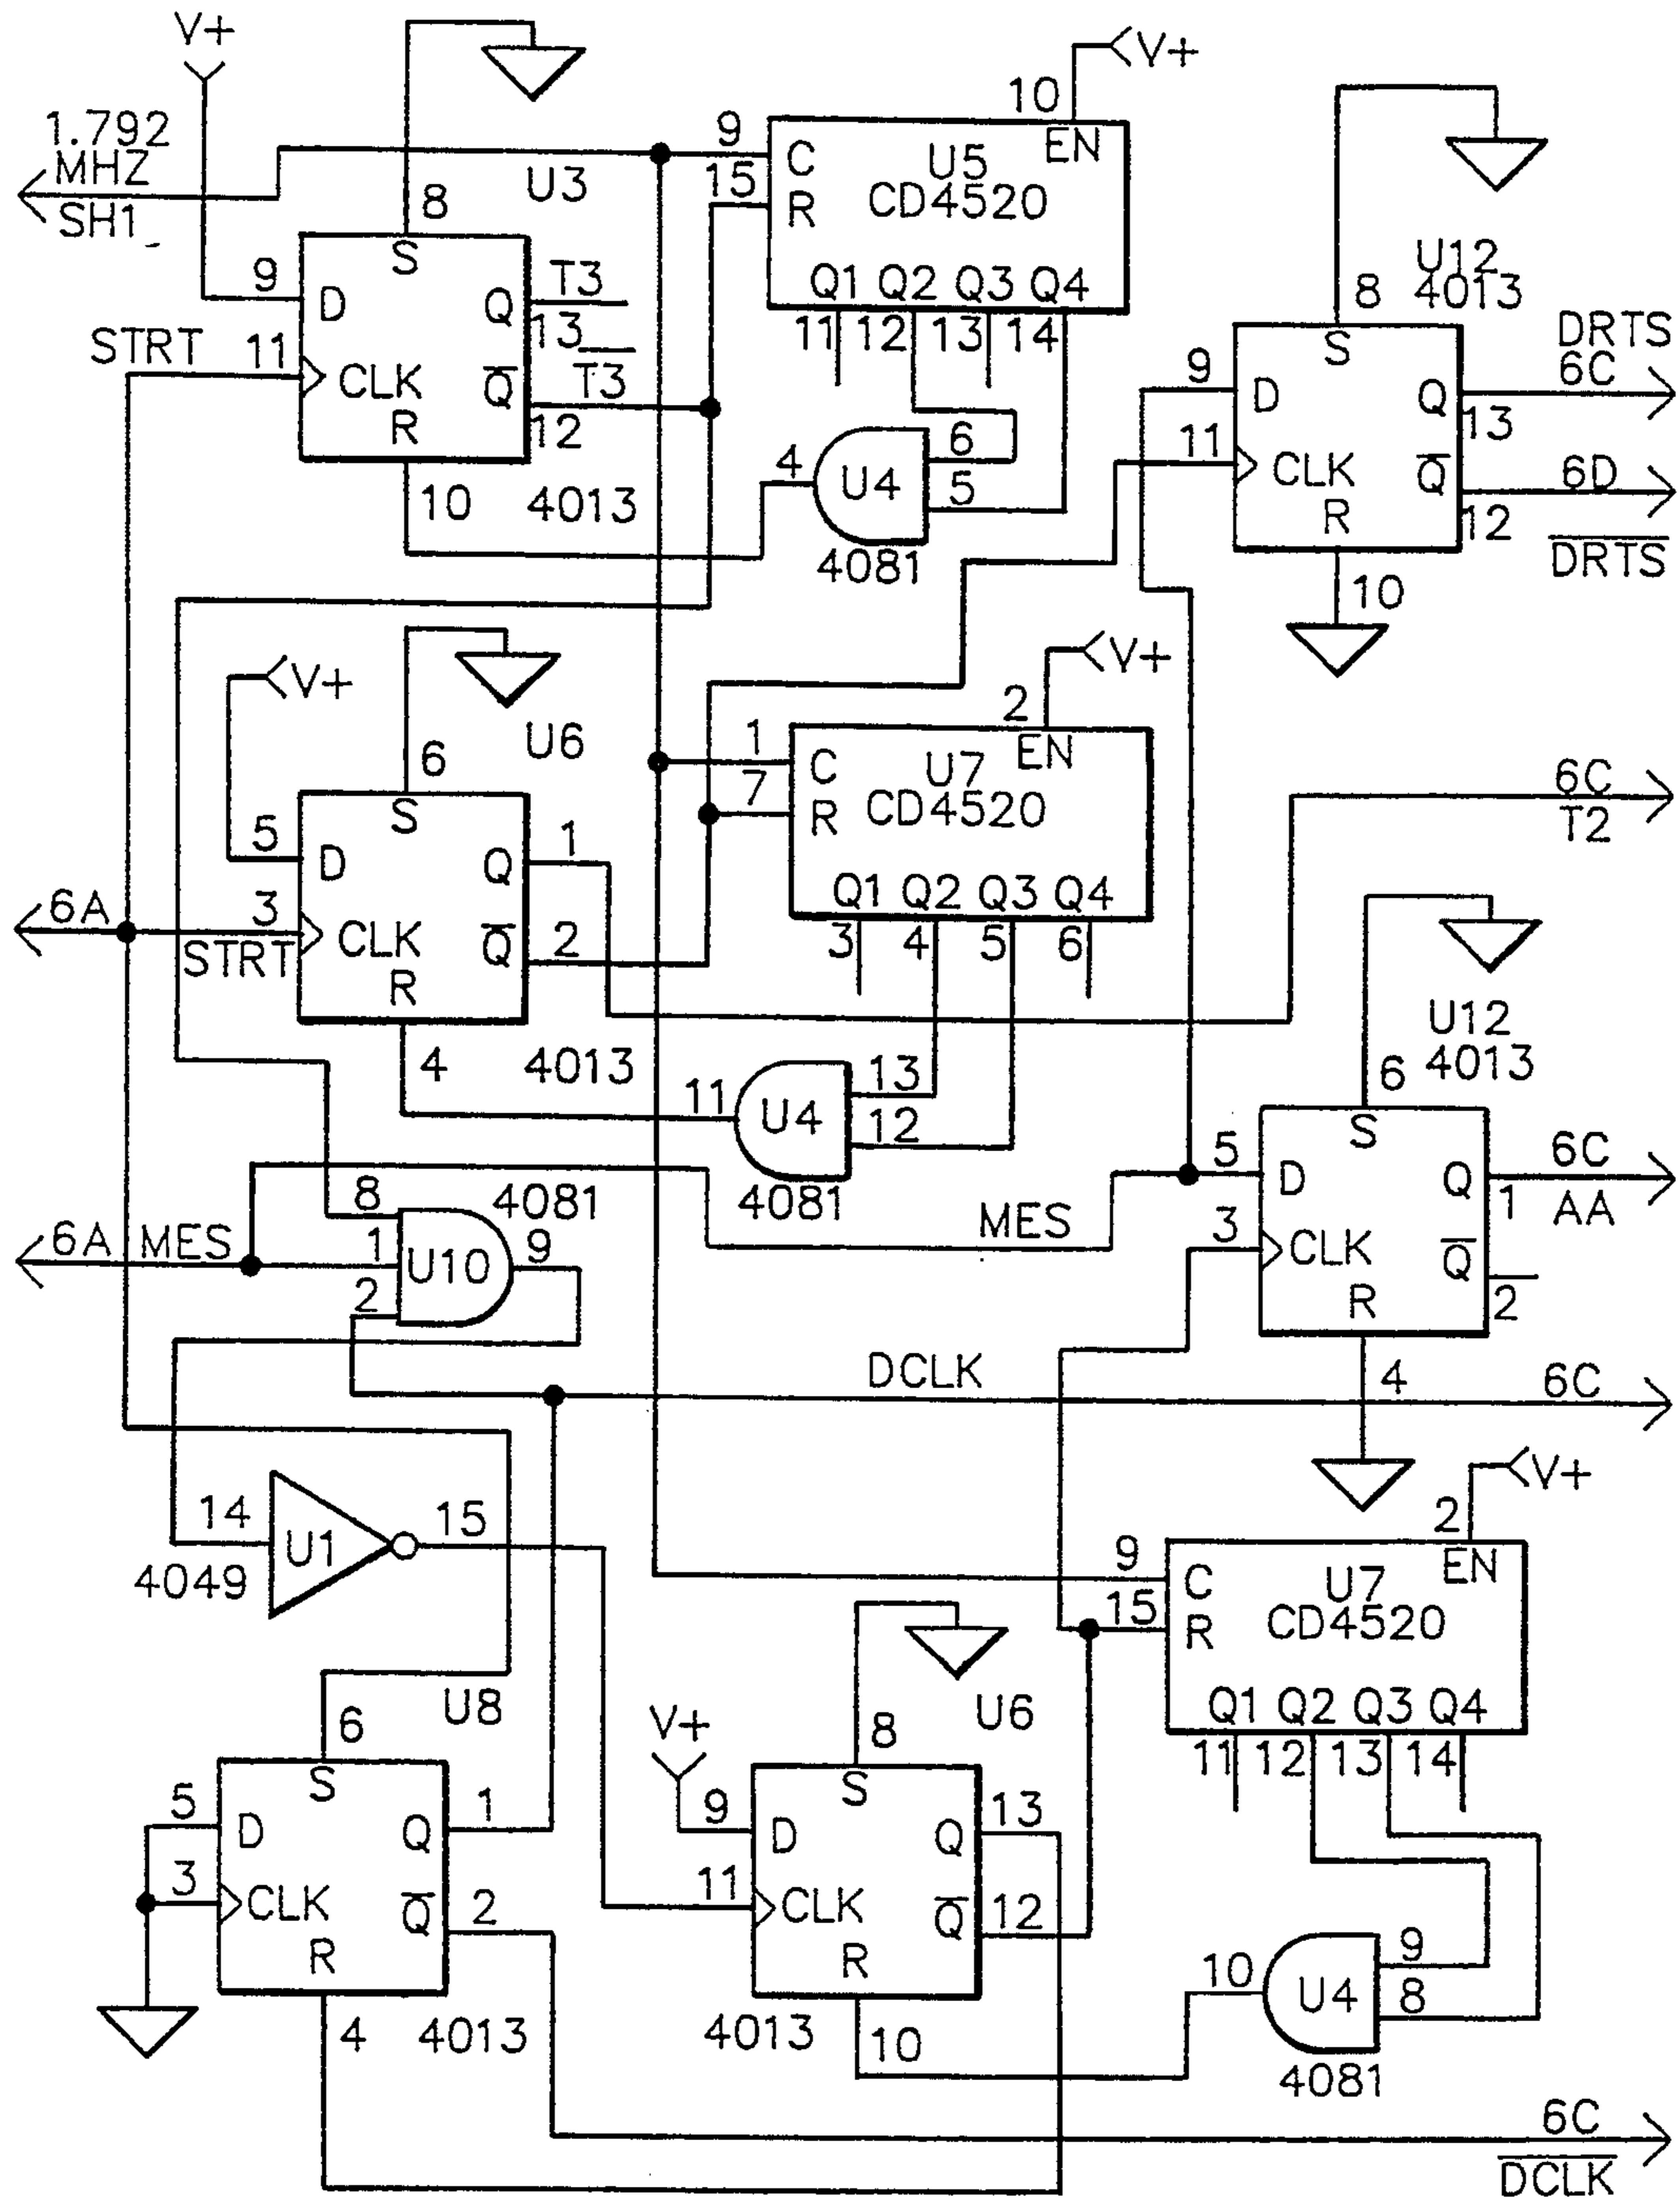 V+
1.792
MHZ
SH1
8
U3
S
9
D
Q
T3
13
STRT
11
CLK
Q̅
T̅3̅
12
R
10
4013
V+
10
9
C
U5
EN
15
R
CD4520
Q1 Q2 Q3 Q4
11 12 13 14
6
4
U4
5
4081
U12
4013
8
S
9
D
Q
DRTS
6C
13
11
CLK
Q̅
6D
12
D̅R̅T̅S̅
R
10
V+
U6
6
S
5
D
Q
1
6A
3
STRT
CLK
Q̅
2
R
4
4013
V+
2
1
C
U7
EN
7
R
CD4520
Q1 Q2 Q3 Q4
3 4 5 6
13
11
U4
12
4081
6C
T2
U12
4013
6
S
5
D
Q
6C
1
AA
3
CLK
Q̅
2
R
4
MES
8
4081
6A MES
1
U10
9
2
DCLK
6C
14
U1
15
4049
V+
2
9
C
U7
EN
15
R
CD4520
Q1 Q2 Q3 Q4
11 12 13 14
U8
6
S
5
D
Q
1
3
CLK
Q̅
2
R
4
4013
V+
8
U6
S
9
D
Q
13
11
CLK
Q̅
12
R
10
4013
9
10
U4
8
4081
6C
D̅C̅L̅K̅